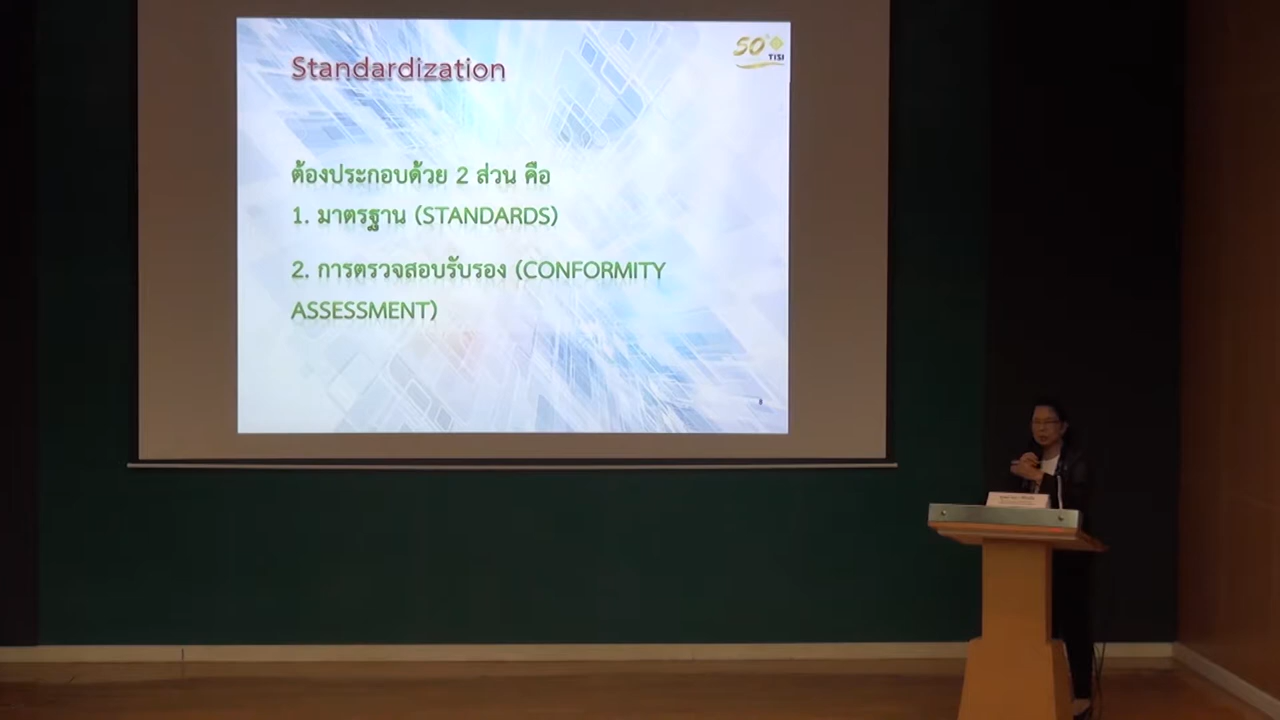 Standardization
50
TISI
ต้องประกอบด้วย 2 ส่วน คือ
1. มาตรฐาน (STANDARDS)
2. การตรวจสอบรับรอง (CONFORMITY
ASSESSMENT)
8